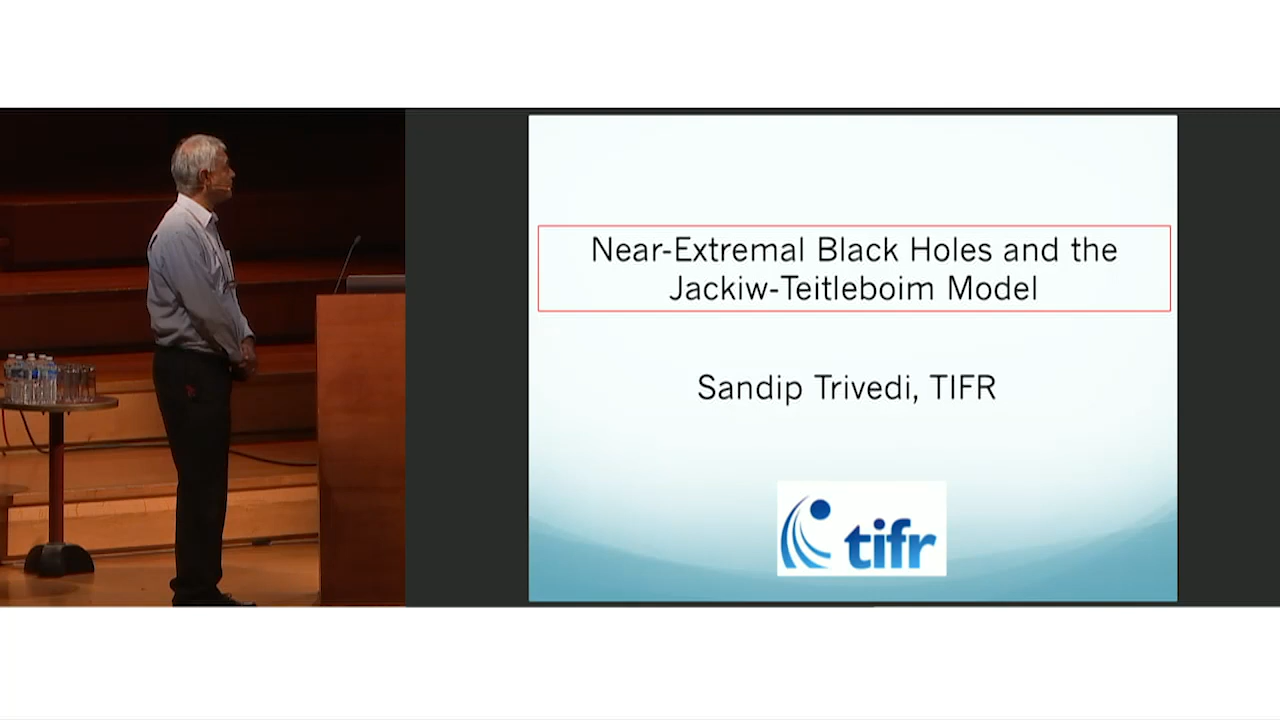 Near-Extremal Black Holes and the
Jackiw-Teitleboim Model
Sandip Trivedi, TIFR
tifr